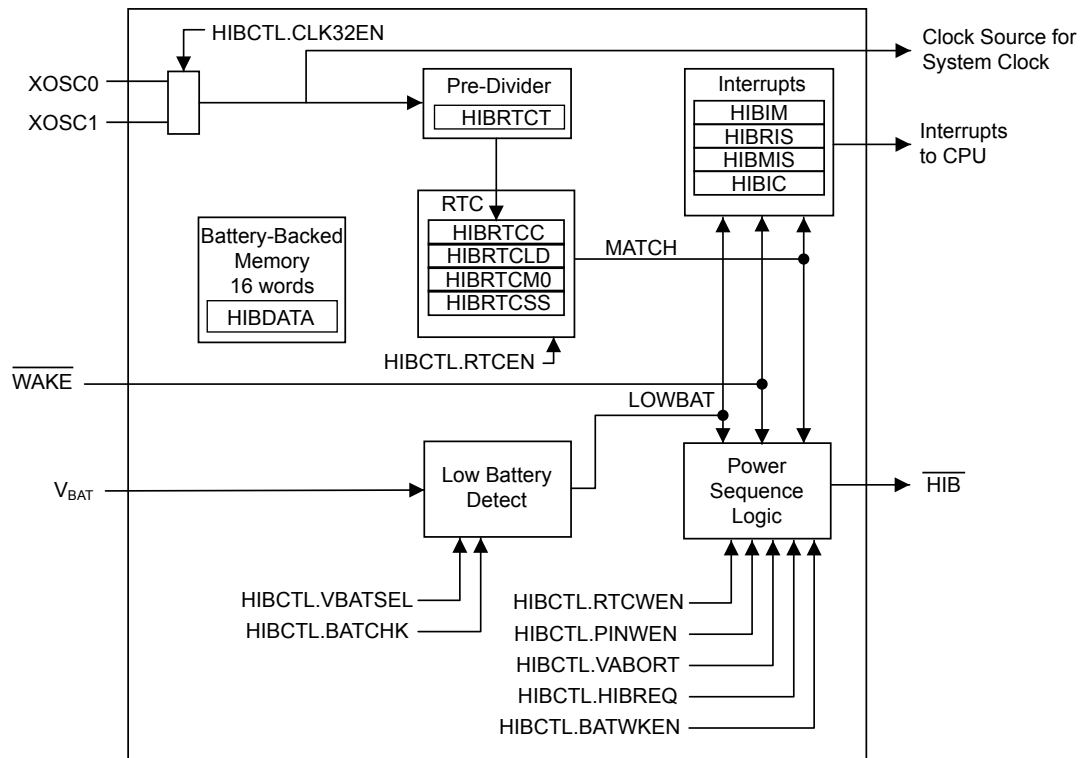 HIBCTL.CLK32EN
XOSC0
XOSC1
Clock Source for
System Clock
Pre-Divider
HIBRTCT
Interrupts
HIBIM
HIBRIS
HIBMIS
HIBIC
Interrupts
to CPU
RTC
HIBRTCC
HIBRTCLD
HIBRTCM0
HIBRTCSS
MATCH
Battery-Backed
Memory
16 words
HIBDATA
HIBCTL.RTCEN
WAKE
LOWBAT
VBAT
Low Battery
Detect
Power
Sequence
Logic
HIB
HIBCTL.VBATSEL
HIBCTL.BATCHK
HIBCTL.RTCWEN
HIBCTL.PINWEN
HIBCTL.VABORT
HIBCTL.HIBREQ
HIBCTL.BATWKEN